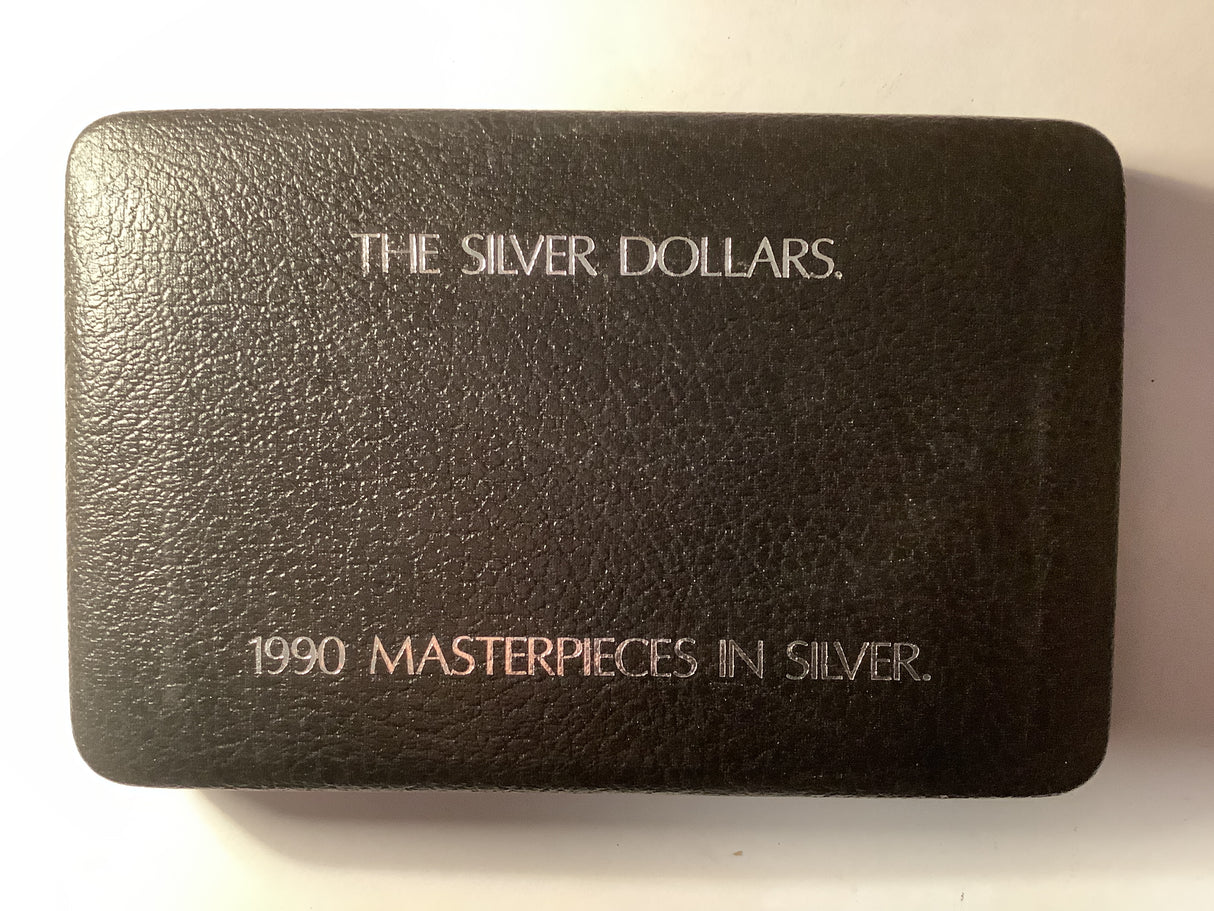 THE SILVER DOLLARS.
1990 MASTERPIECES IN SILVER.